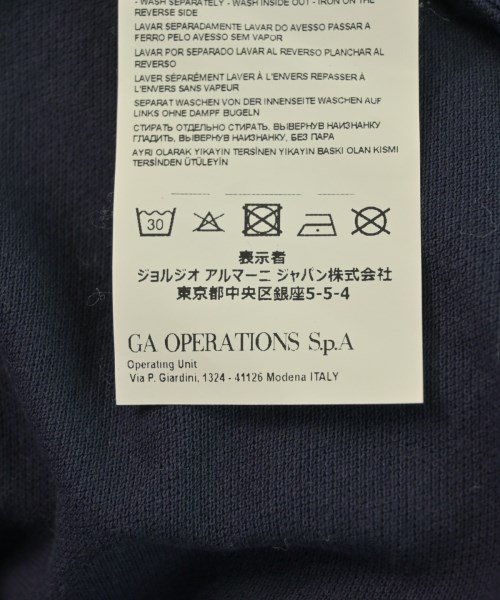 - WASH SEPARATELY - WASH INSIDE OUT - IRON ON THE
REVERSE SIDE
LAVAR SEPARADAMENTE LAVAR DO AVESSO PASSAR A
FERRO PELO AVESSO SEM VAPOR
LAVAR POR SEPARADO LAVAR AL REVERSO PLANCHAR AL
REVERSO
LAVER SÉPARÉMENT LAVER À L'ENVERS REPASSER À
L'ENVERS SANS VAPEUR
SEPARAT WASCHEN VON DER INNENSEITE WASCHEN AUF
LINKS OHNE DAMPF BUGELN
СТИРАТЬ ОТДЕЛЬНО СТИРАТЬ, ВЫВЕРНУВ НАИЗНАНКУ
ГЛАДИТЬ, ВЫВЕРНУВ НАИЗНАНКУ, БЕЗ ПАРА
AYRI OLARAK YIKAYIN TERSİNEN YIKAYIN BASKI OLAN KISMI
TERSİNDEN ÜTÜLEYİN
30
表示者
ジョルジオ アルマーニ ジャパン株式会社
東京都中央区銀座5-5-4
GA OPERATIONS S.p.A
Operating Unit
Via P. Giardini, 1324 - 41126 Modena ITALY